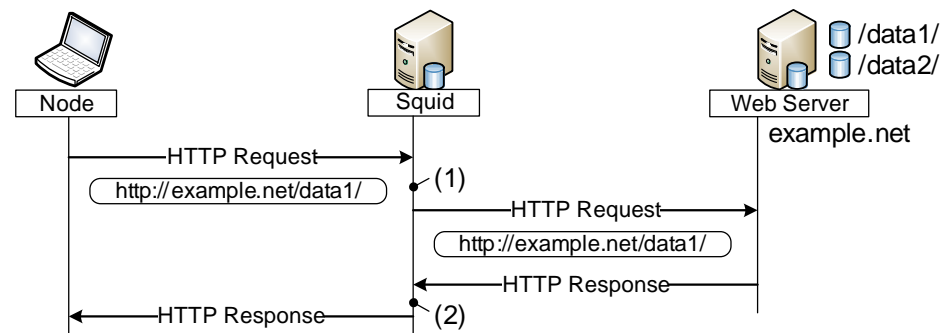 /data1/
/data2/
Node
Squid
Web Server
example.net
HTTP Request
http://example.net/data1/
(1)
HTTP Request
http://example.net/data1/
HTTP Response
HTTP Response
(2)